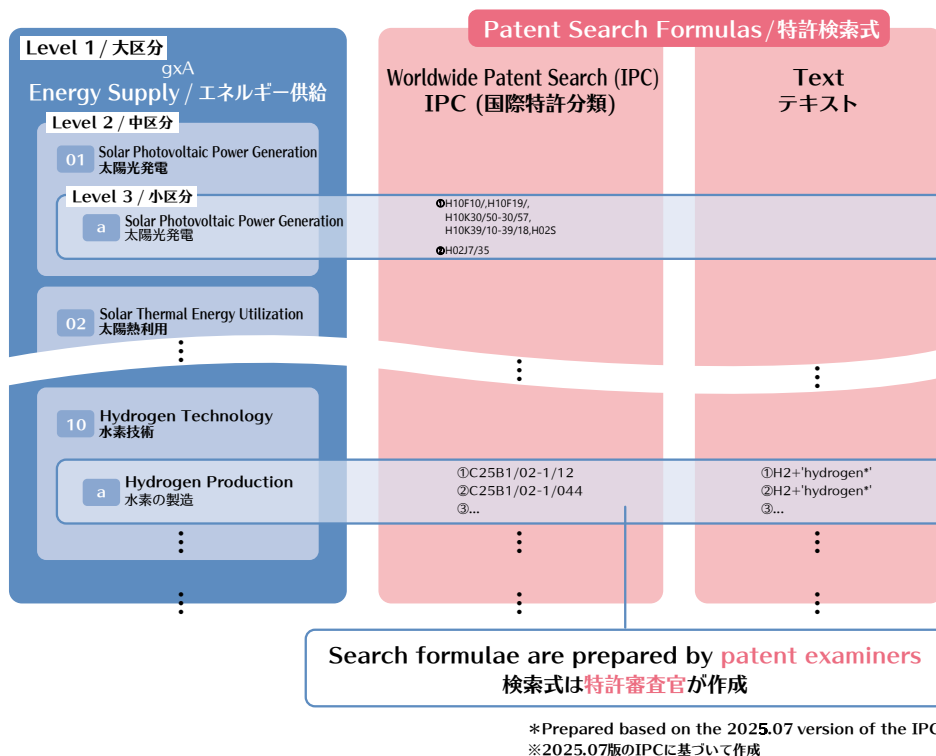 Patent Search Formulas/特許検索式
Level 1/大区分
gxA
Energy Supply/エネルギー供給
Worldwide Patent Search (IPC)
IPC (国際特許分類)
Text
テキスト
Level 2/中区分
01 Solar Photovoltaic Power Generation
太陽光発電
Level 3/小区分
a Solar Photovoltaic Power Generation
太陽光発電
❶H10F10/,H10F19/,
H10K30/50-30/57,
H10K39/10-39/18,H02S
❷H02J7/35
02 Solar Thermal Energy Utilization
太陽熱利用
10 Hydrogen Technology
水素技術
a Hydrogen Production
水素の製造
①C25B1/02-1/12
②C25B1/02-1/044
③...
①H2+'hydrogen*'
②H2+'hydrogen*'
③...
Search formulae are prepared by patent examiners
検索式は特許審査官が作成
*Prepared based on the 2025.07 version of the IPC
※2025.07版のIPCに基づいて作成